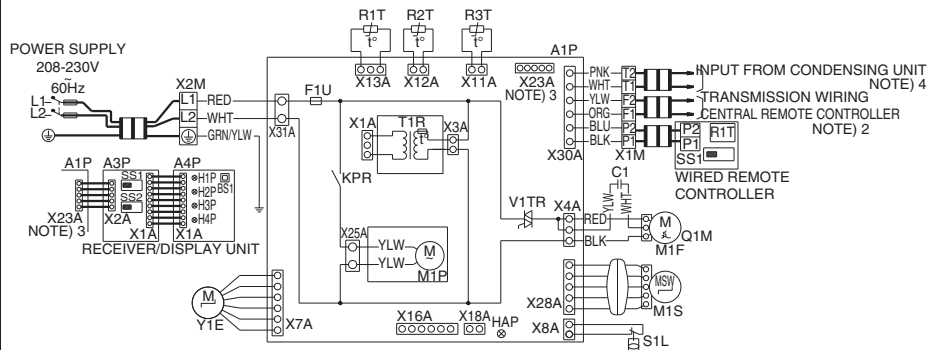 POWER SUPPLY
208-230V
~
60Hz
L1
L2
X2M
L1
L2
RED
WHT
GRN/YLW
X31A
F1U
R1T
t°
X13A
R2T
t°
X12A
R3T
t°
X11A
A1P
X23A
NOTE) 3
X1A
T1R
t°
X3A
KPR
X25A
YLW
YLW
M
~
M1P
X30A
PNK
WHT
YLW
ORG
BLU
BLK
T2
T1
F2
F1
P2
P1
X1M
INPUT FROM CONDENSING UNIT
NOTE) 4
TRANSMISSION WIRING
CENTRAL REMOTE CONTROLLER
NOTE) 2
P2
P1
R1T
SS1
WIRED REMOTE
CONTROLLER
C1
YLW
WHT
V1TR
X4A
RED
BLK
M
Q1M
M1F
X28A
MSW
M1S
X8A
S1L
A1P
X23A
NOTE) 3
A3P
SS1
SS2
X2A
X1A
A4P
H1P
H2P
H3P
H4P
BS1
X1A
RECEIVER/DISPLAY UNIT
M
Y1E
X7A
X16A
X18A
HAP